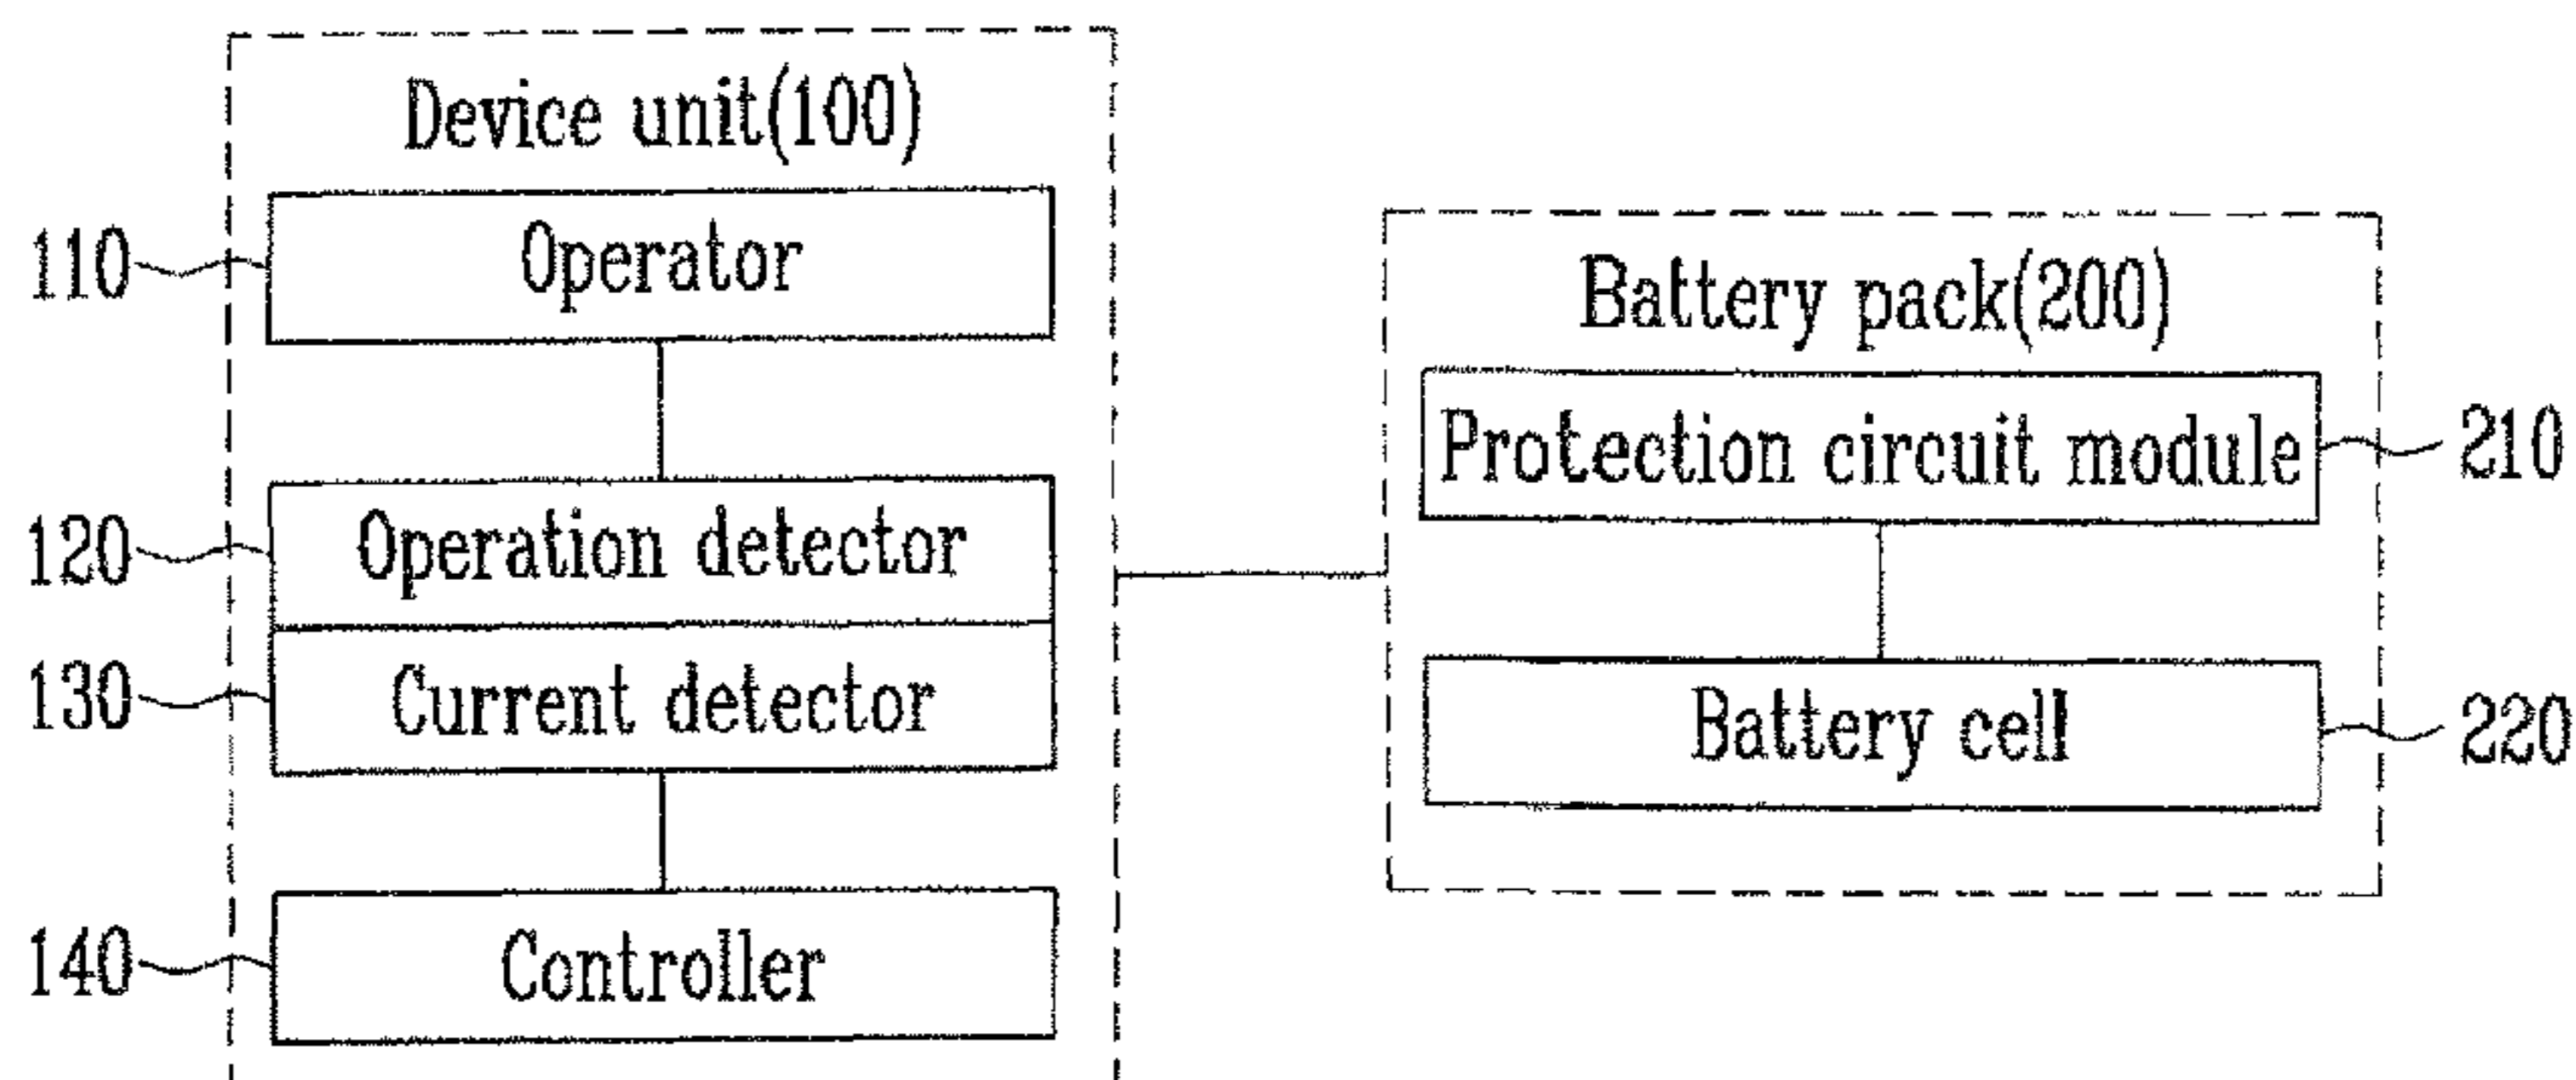 Device unit(100)
110
Operator
120
Operation detector
130
Current detector
140
Controller
Battery pack(200)
Protection circuit module
210
Battery cell
220